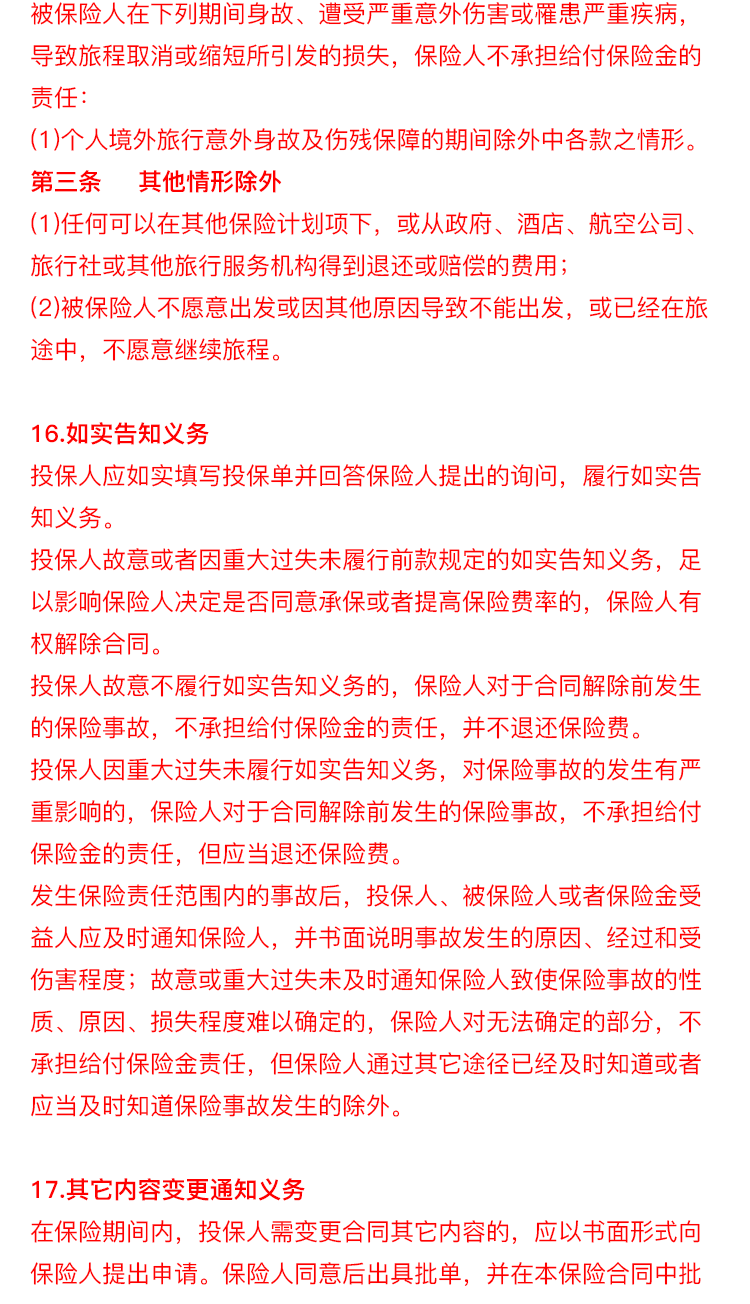 被保险人在下列期间身故、遭受严重意外伤害或罹患严重疾病，
导致旅程取消或缩短所引发的损失，保险人不承担给付保险金的
责任：
(1)个人境外旅行意外身故及伤残保障的期间除外中各款之情形。
第三条 其他情形除外
(1)任何可以在其他保险计划项下，或从政府、酒店、航空公司、
旅行社或其他旅行服务机构得到退还或赔偿的费用；
(2)被保险人不愿意出发或因其他原因导致不能出发，或已经在旅
途中，不愿意继续旅程。
16.如实告知义务
投保人应如实填写投保单并回答保险人提出的询问，履行如实告
知义务。
投保人故意或者因重大过失未履行前款规定的如实告知义务，足
以影响保险人决定是否同意承保或者提高保险费率的，保险人有
权解除合同。
投保人故意不履行如实告知义务的，保险人对于合同解除前发生
的保险事故，不承担给付保险金的责任，并不退还保险费。
投保人因重大过失未履行如实告知义务，对保险事故的发生有严
重影响的，保险人对于合同解除前发生的保险事故，不承担给付
保险金的责任，但应当退还保险费。
发生保险责任范围内的事故后，投保人、被保险人或者保险金受
益人应及时通知保险人，并书面说明事故发生的原因、经过和受
伤害程度；故意或重大过失未及时通知保险人致使保险事故的性
质、原因、损失程度难以确定的，保险人对无法确定的部分，不
承担给付保险金责任，但保险人通过其它途径已经及时知道或者
应当及时知道保险事故发生的除外。
17.其它内容变更通知义务
在保险期间内，投保人需变更合同其它内容的，应以书面形式向
保险人提出申请。保险人同意后出具批单，并在本保险合同中批